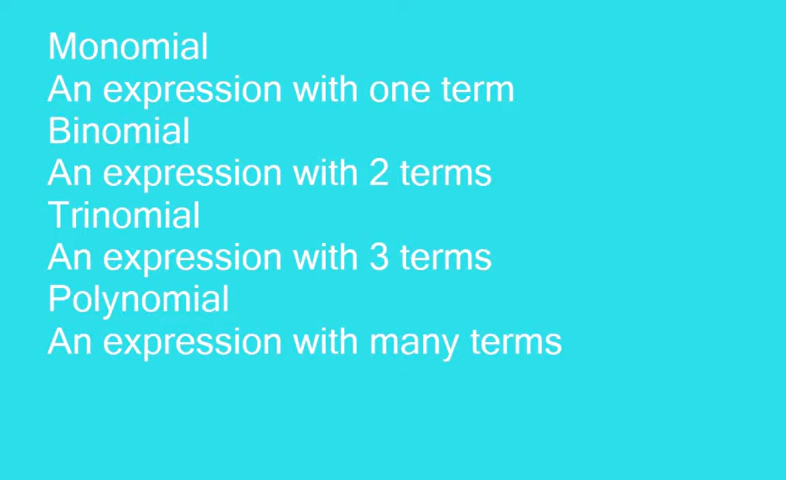 Monomial
An expression with one term
Binomial
An expression with 2 terms
Trinomial
An expression with 3 terms
Polynomial
An expression with many terms